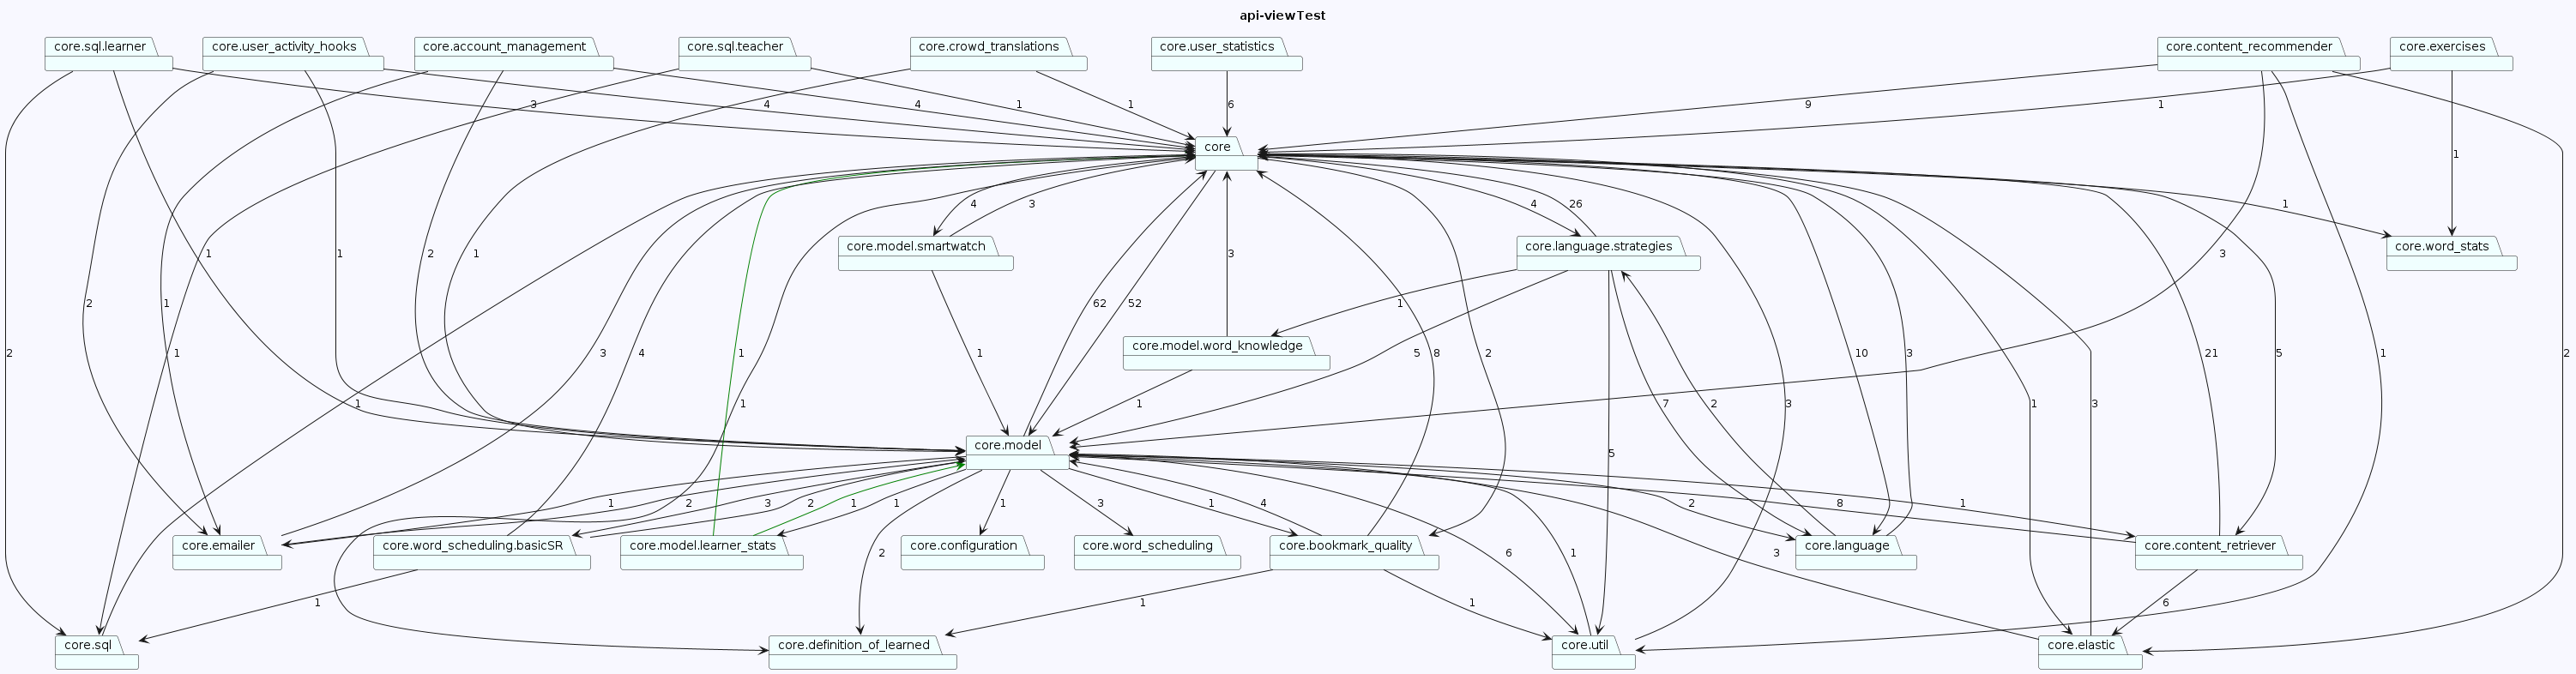 api-viewTest
core.sql.learner
core.user_activity_hooks
core.account_management
core.sql.teacher
core.crowd_translations
core.user_statistics
core.content_recommender
core.exercises
3
4
4
1
1
6
9
1
core
1
4
3
4
26
1
core.model.smartwatch
core.language.strategies
core.word_stats
1
1
2
1
3
3
2
1
62
52
1
core.model.word_knowledge
2
1
3
4
1
1
5
8
2
10
3
21
5
1
2
1
1
1
7
2
3
1
3
core.model
5
1
2
3
2
1
1
1
3
1
4
2
8
1
core.emailer
core.word_scheduling.basicSR
core.model.learner_stats
core.configuration
core.word_scheduling
core.bookmark_quality
core.language
core.content_retriever
2
6
1
3
1
1
1
6
core.sql
core.definition_of_learned
core.util
core.elastic